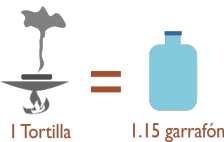 =
1 Tortilla
1.15 garrafón